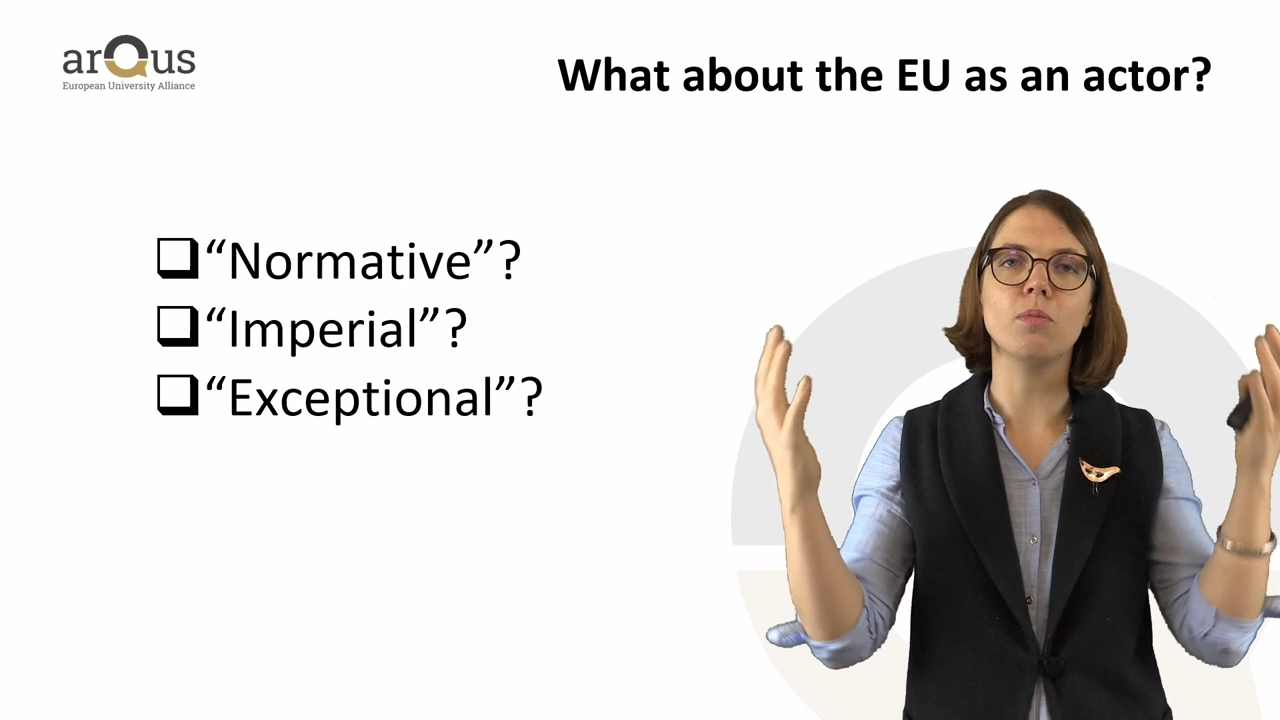 arQus
European University Alliance
What about the EU as an actor?
“Normative”?
“Imperial”?
“Exceptional”?